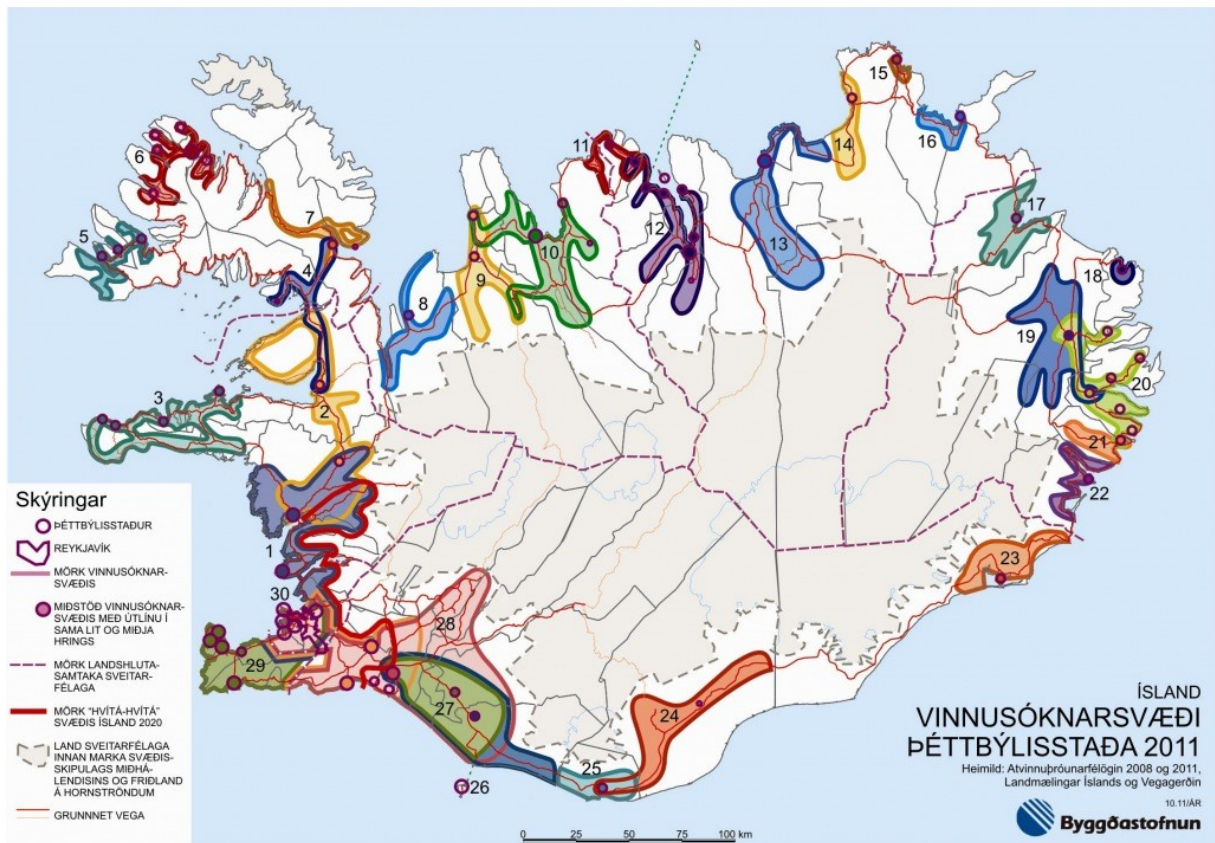 15
16
14
11
6
7
5
17
12
13
10
4
18
9
8
19
20
3
2
21
22
23
1
30
28
29
27
24
25
26
Skýringar
ÞÉTTBÝLISSTAÐUR
REYKJAVÍK
MÖRK VINNUSÓKNAR-
SVÆÐIS
MIÐSTÖÐ VINNUSÓKNAR-
SVÆÐIS MEÐ ÚTLÍNU Í
SAMA LIT OG MIÐJA
HRINGS
MÖRK LANDSHLUTA-
SAMTAKA SVEITAR-
FÉLAGA
MÖRK "HVÍTÁ-HVÍTÁ"
SVÆÐIS ÍSLAND 2020
LAND SVEITARFÉLAGA
INNAN MARKA SVÆÐIS-
SKIPULAGS MIÐHÁ-
LENDISINS OG FRIÐLAND
Á HORNSTRÖNDUM
GRUNNNET VEGA
ÍSLAND
VINNUSÓKNARSVÆÐI
ÞÉTTBÝLISSTAÐA 2011
Heimild: Atvinnuþróunarfélögin 2008 og 2011,
Landmælingar Íslands og Vegagerðin
10.11/ÁR
Byggðastofnun
0 25 50 75 100 km